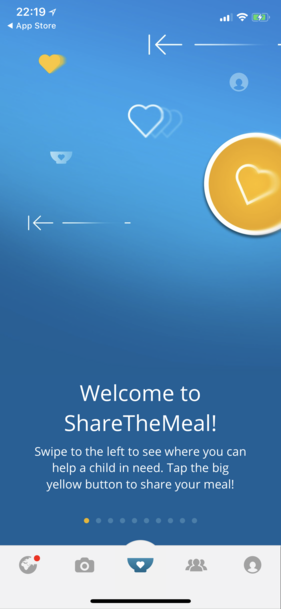 22:19
◀ App Store
Welcome to
ShareTheMeal!
Swipe to the left to see where you can
help a child in need. Tap the big
yellow button to share your meal!